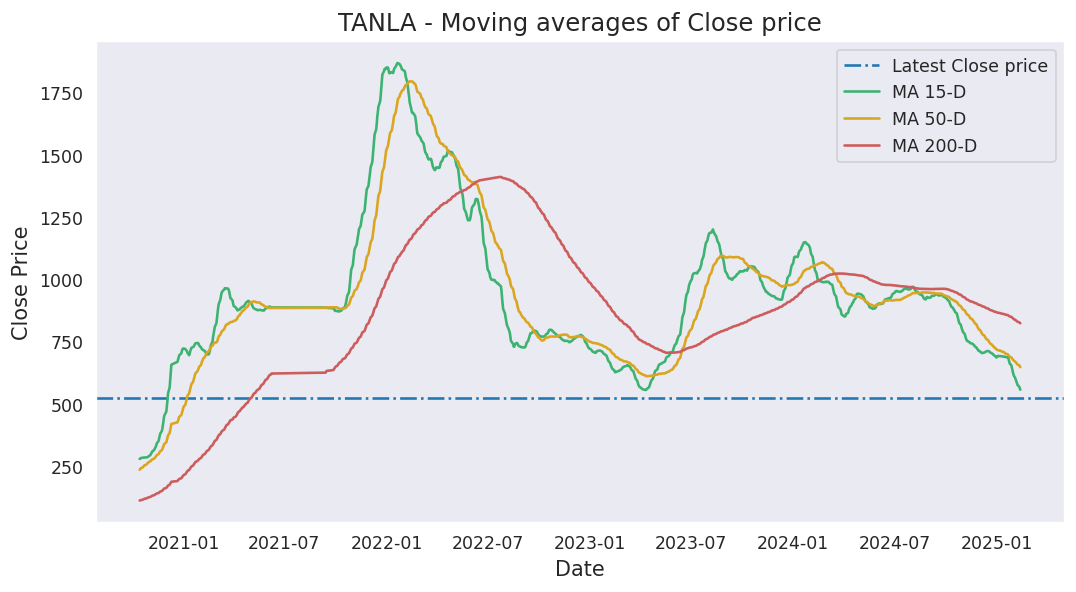 TANLA - Moving averages of Close price
Latest Close price
MA 15-D
MA 50-D
MA 200-D
Close Price
1750
1500
1250
1000
750
500
250
2021-01 2021-07 2022-01 2022-07 2023-01 2023-07 2024-01 2024-07 2025-01
Date